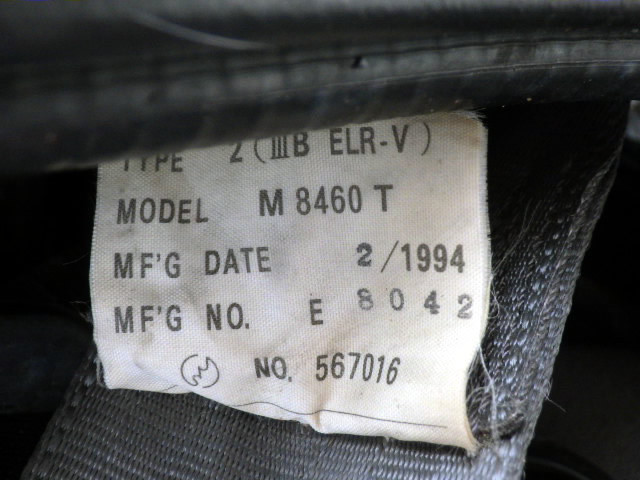 TYPE 2 (ⅢB ELR-V)
MODEL M 8460 T
MF'G DATE 2/1994
MF'G NO. E 8042
NO. 567016